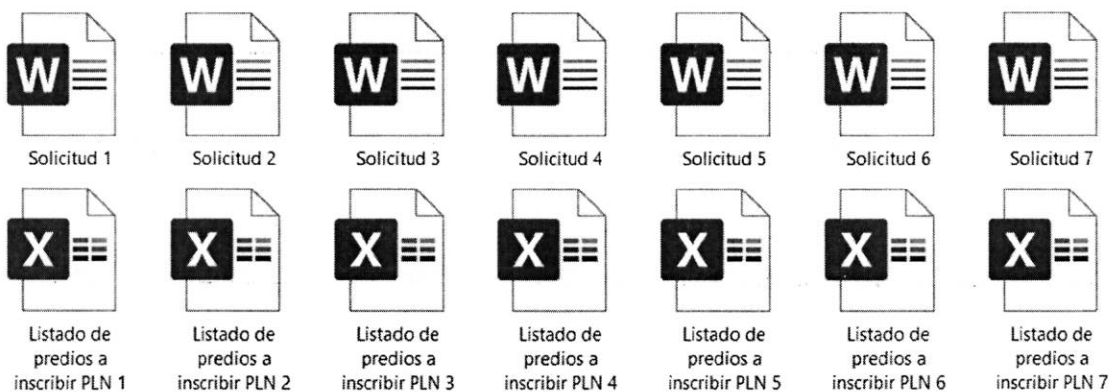 W W W W W W W
Solicitud 1 Solicitud 2 Solicitud 3 Solicitud 4 Solicitud 5 Solicitud 6 Solicitud 7
X X X X X X X
Listado de Listado de Listado de Listado de Listado de Listado de Listado de
predios a predios a predios a predios a predios a predios a predios a
inscribir PLN 1 inscribir PLN 2 inscribir PLN 3 inscribir PLN 4 inscribir PLN 5 inscribir PLN 6 inscribir PLN 7